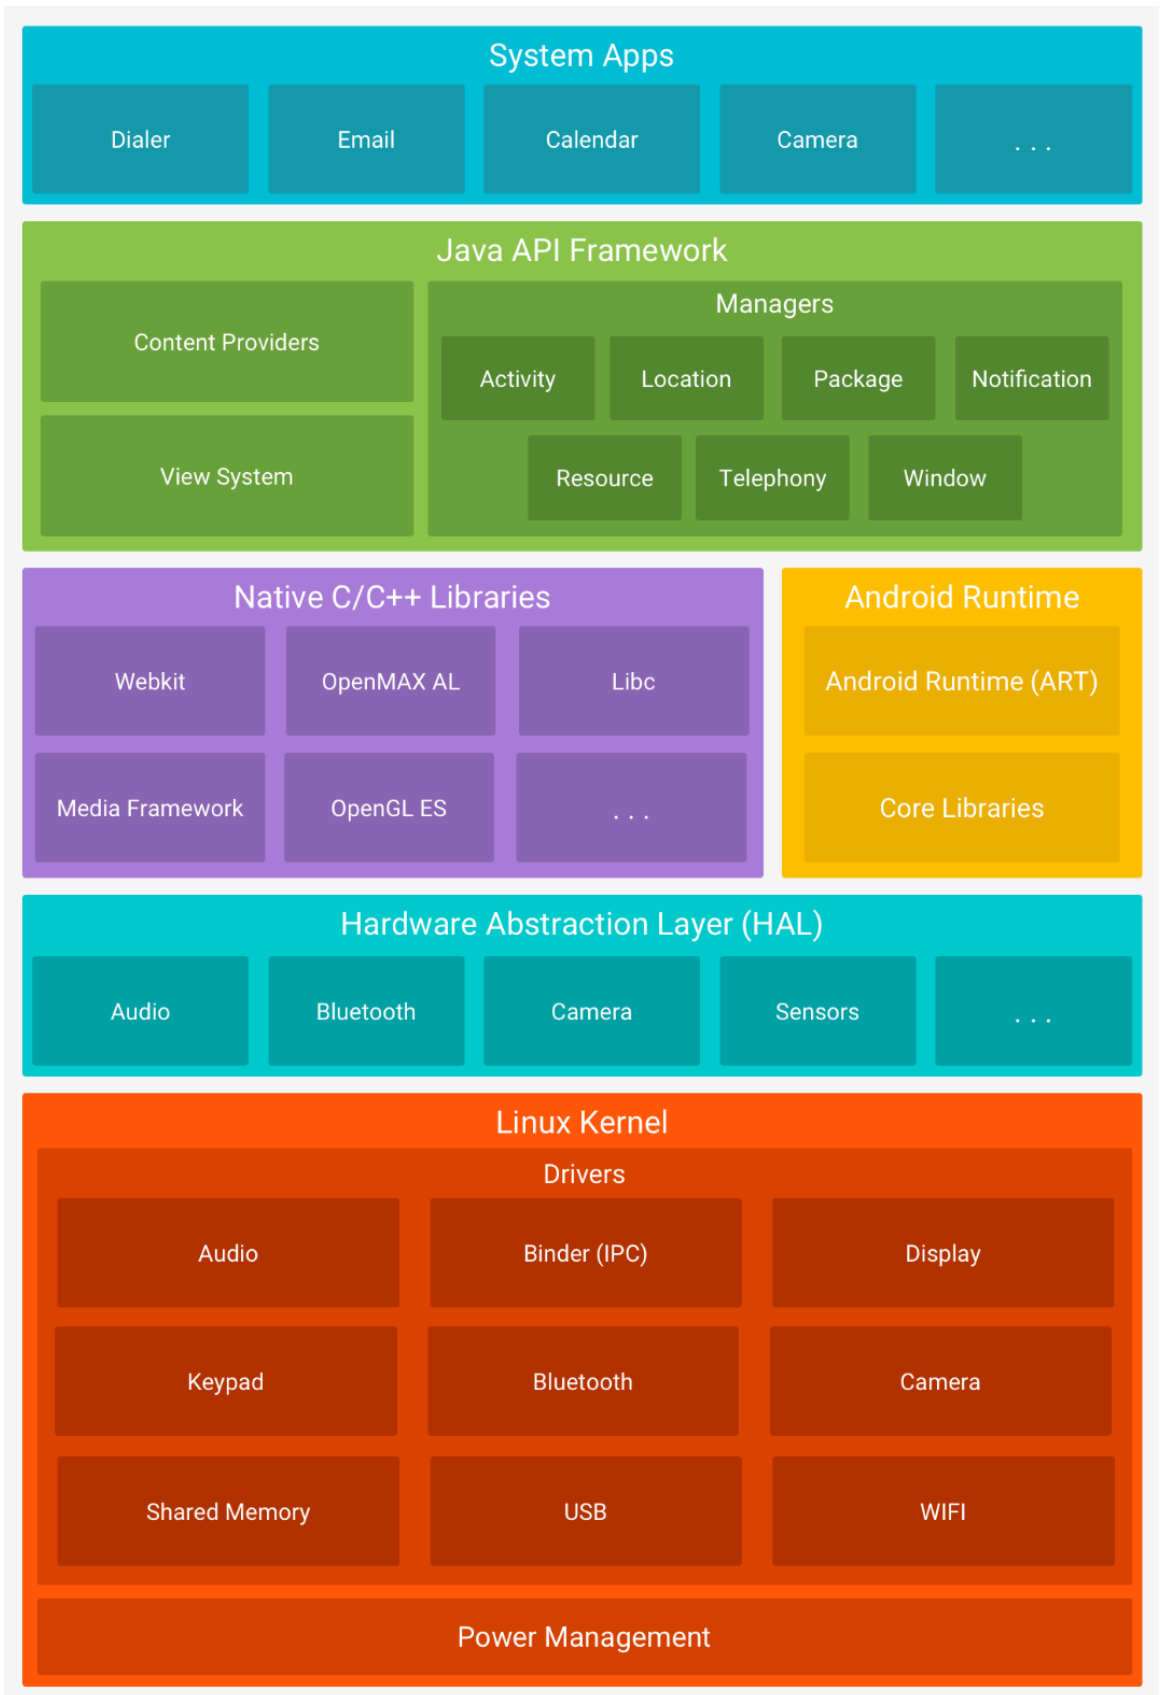 System Apps
Dialer
Email
Calendar
Camera
. . .
Java API Framework
Content Providers
View System
Managers
Activity
Location
Package
Notification
Resource
Telephony
Window
Native C/C++ Libraries
Webkit
OpenMAX AL
Libc
Media Framework
OpenGL ES
. . .
Android Runtime
Android Runtime (ART)
Core Libraries
Hardware Abstraction Layer (HAL)
Audio
Bluetooth
Camera
Sensors
. . .
Linux Kernel
Drivers
Audio
Binder (IPC)
Display
Keypad
Bluetooth
Camera
Shared Memory
USB
WIFI
Power Management